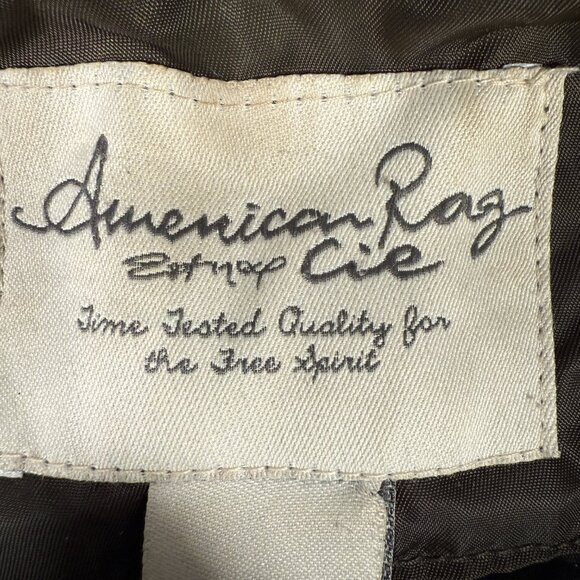 American Rag
Cie
Time Tested Quality for
the Free Spirit